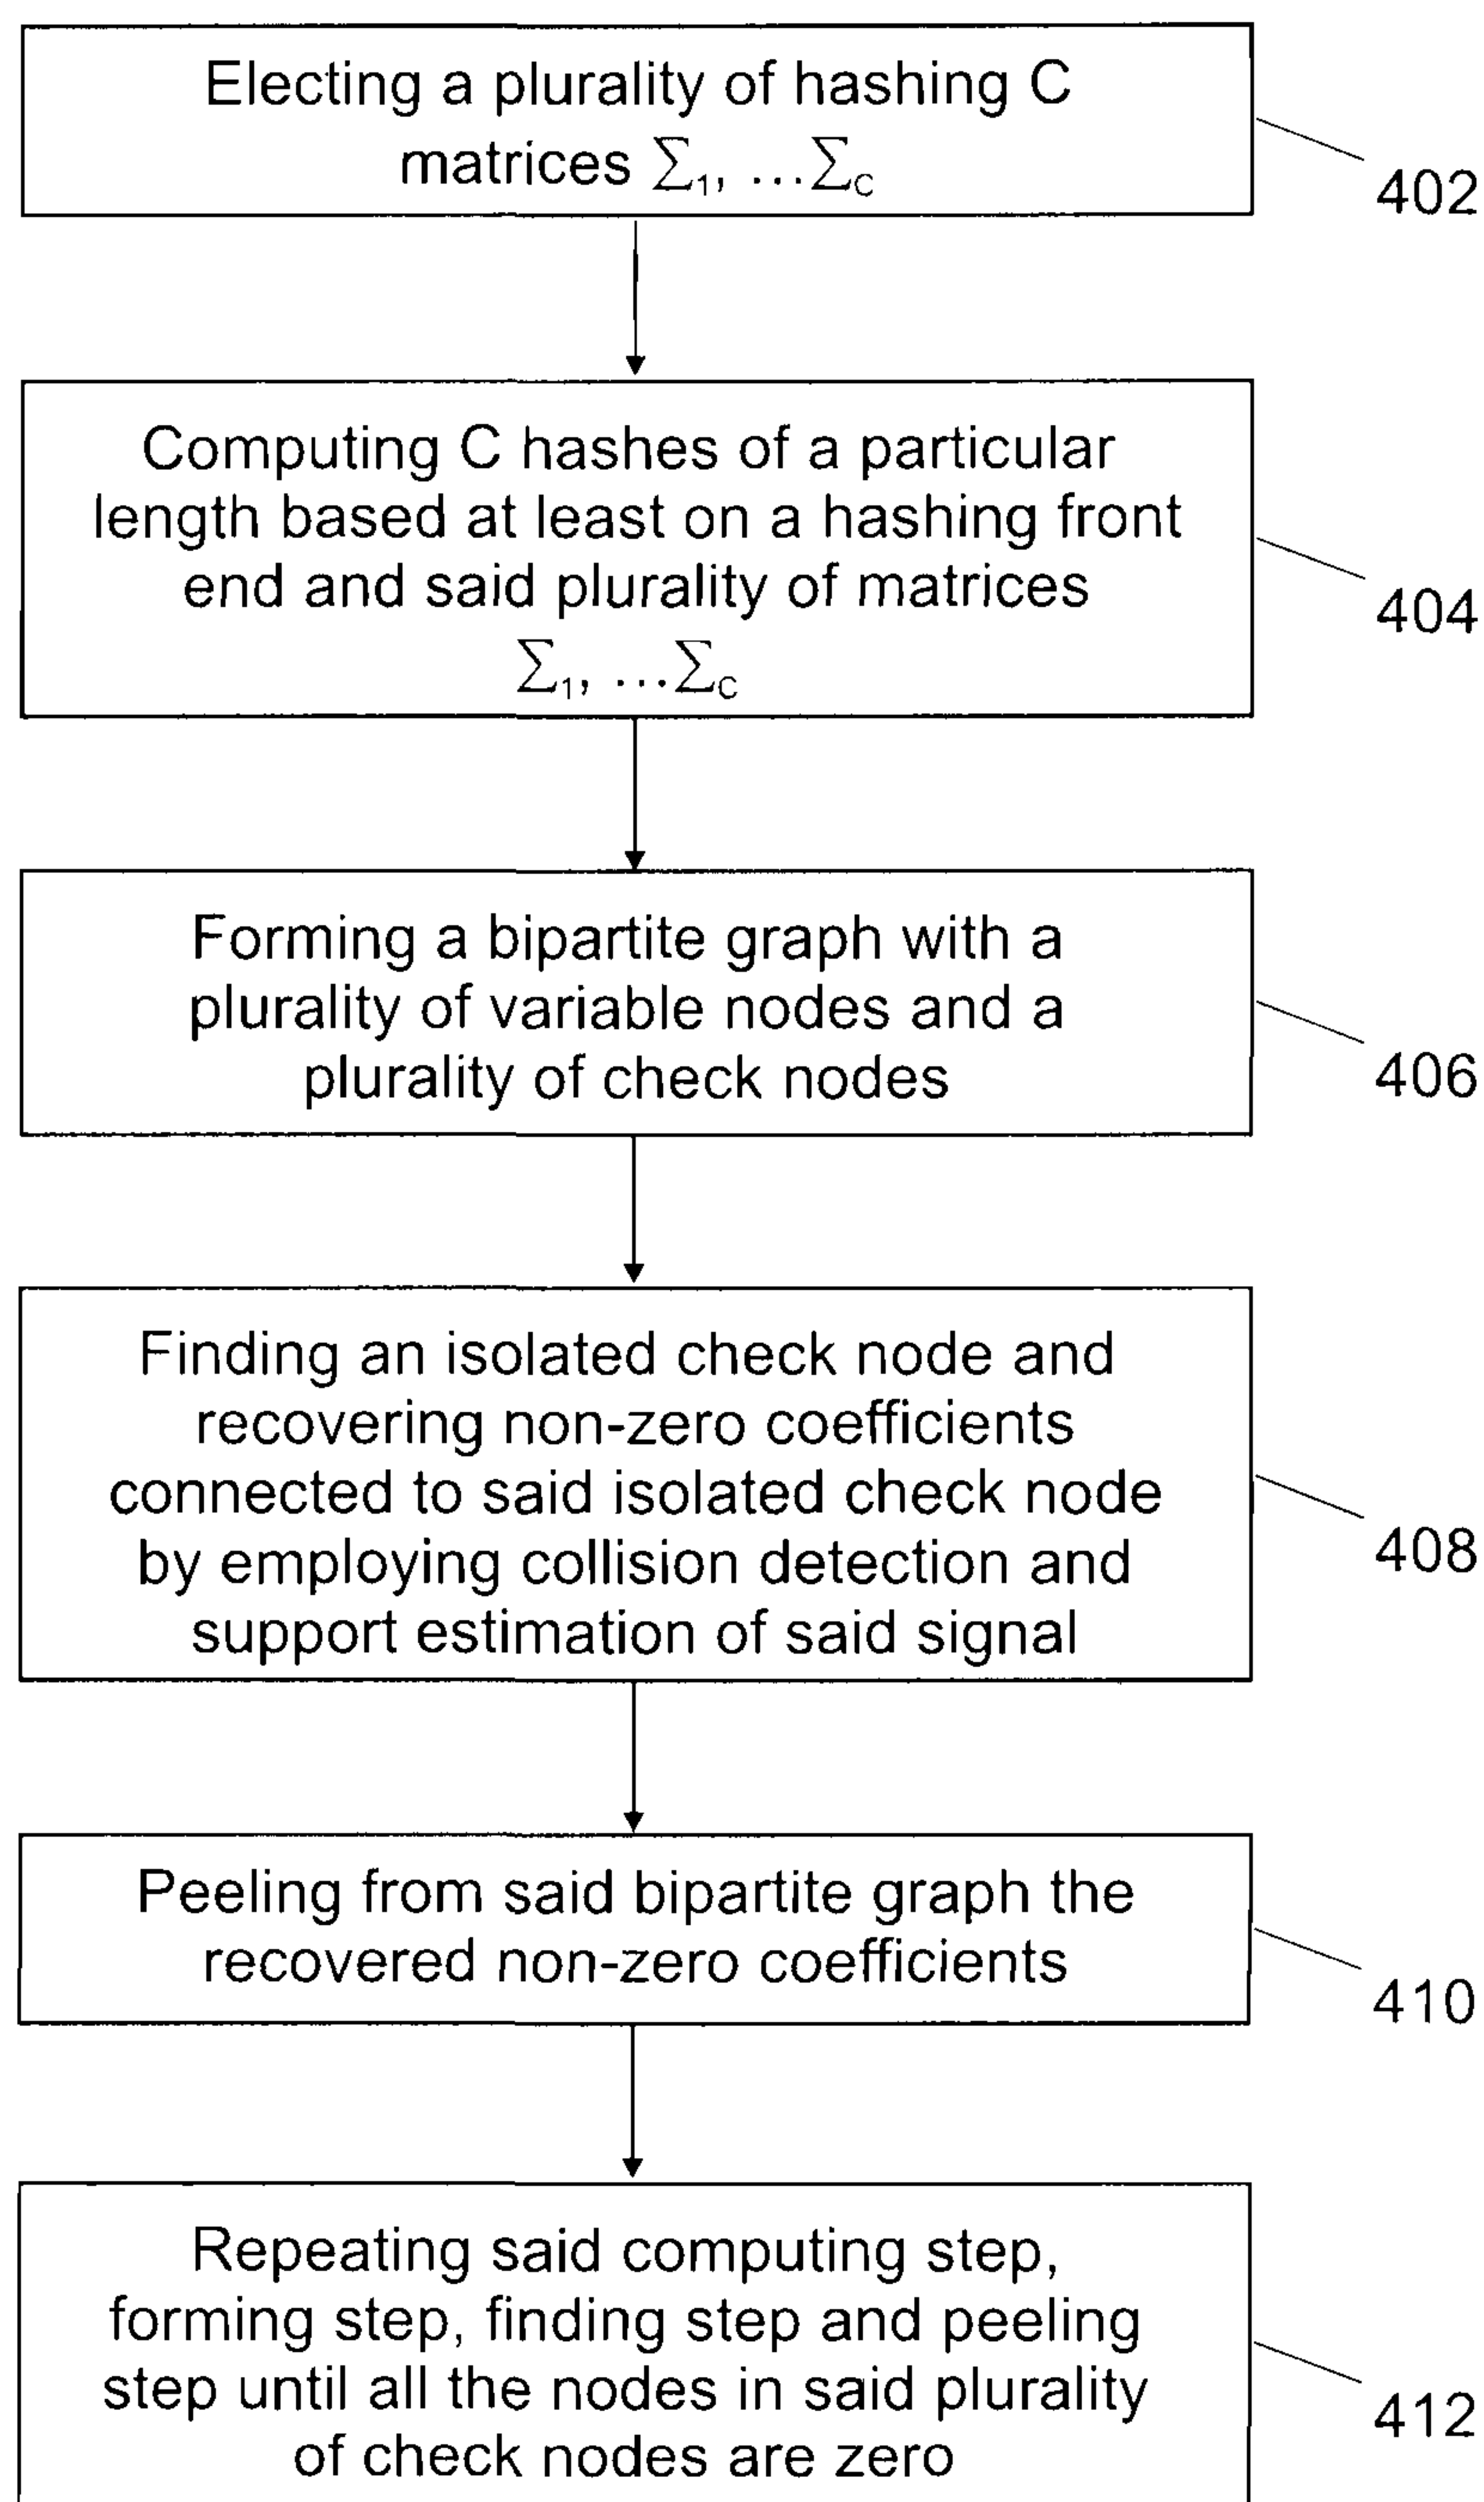 Electing a plurality of hashing C
matrices Σ₁, ...Σ_C
402
Computing C hashes of a particular
length based at least on a hashing front
end and said plurality of matrices
Σ₁, ...Σ_C
404
Forming a bipartite graph with a
plurality of variable nodes and a
plurality of check nodes
406
Finding an isolated check node and
recovering non-zero coefficients
connected to said isolated check node
by employing collision detection and
support estimation of said signal
408
Peeling from said bipartite graph the
recovered non-zero coefficients
410
Repeating said computing step,
forming step, finding step and peeling
step until all the nodes in said plurality
of check nodes are zero
412